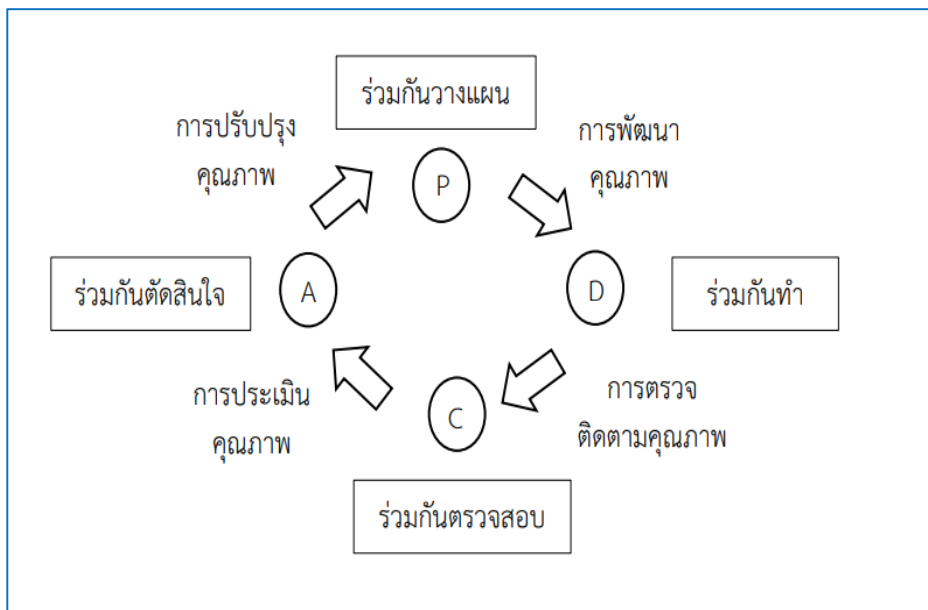 ร่วมกันวางแผน
การปรับปรุง
คุณภาพ
การพัฒนา
คุณภาพ
P
ร่วมกันตัดสินใจ
A
D
ร่วมกันทำ
การประเมิน
คุณภาพ
C
การตรวจ
ติดตามคุณภาพ
ร่วมกันตรวจสอบ